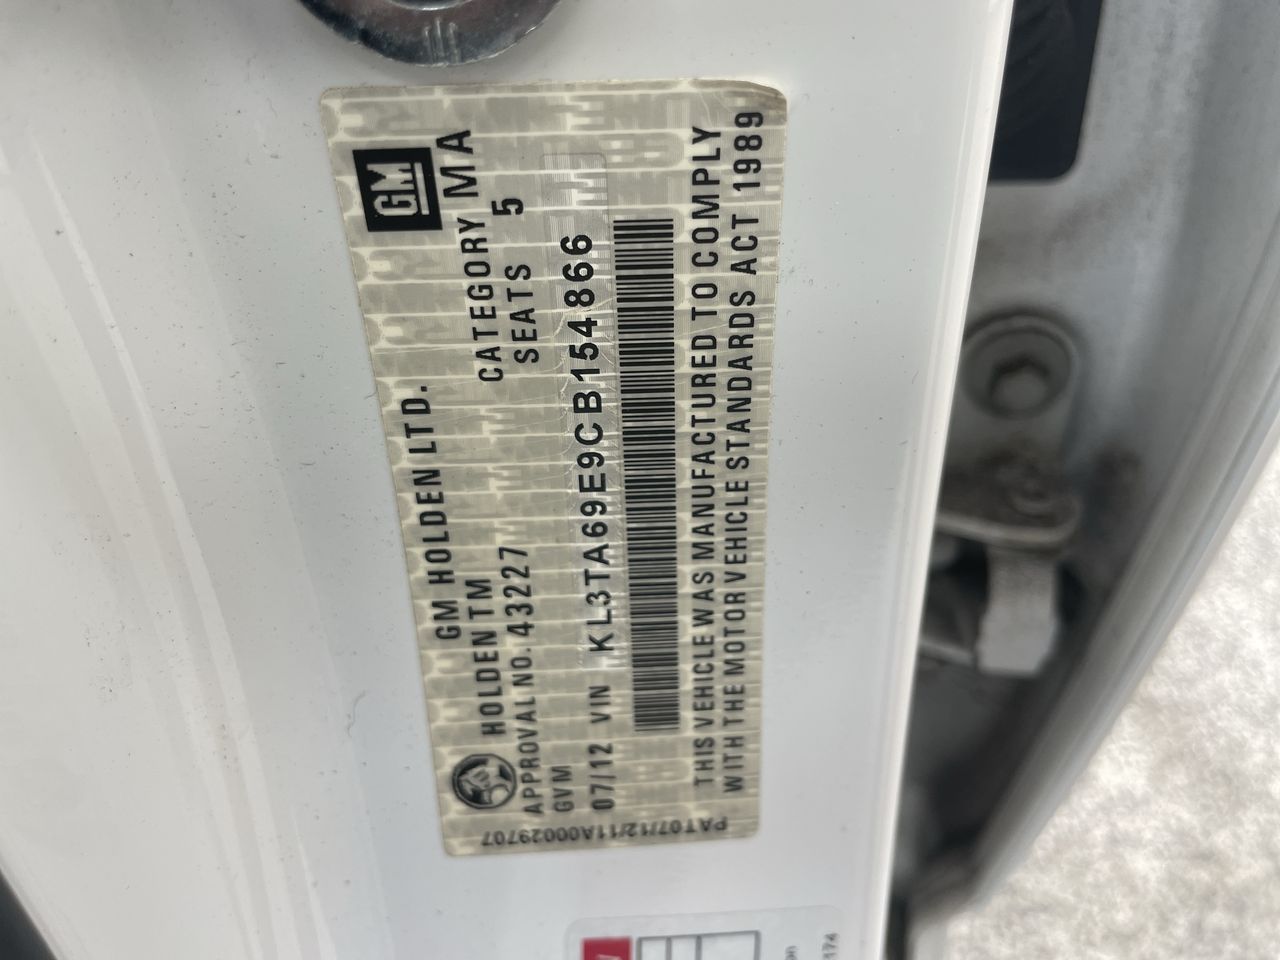 GM
GM HOLDEN LTD.
HOLDEN TM
CATEGORY MA
APPROVAL NO. 43227
SEATS 5
GVM
07/12 VIN KL3TA69E9CB154866
THIS VEHICLE WAS MANUFACTURED TO COMPLY
WITH THE MOTOR VEHICLE STANDARDS ACT 1989
PAT07/12/11A00029707
174